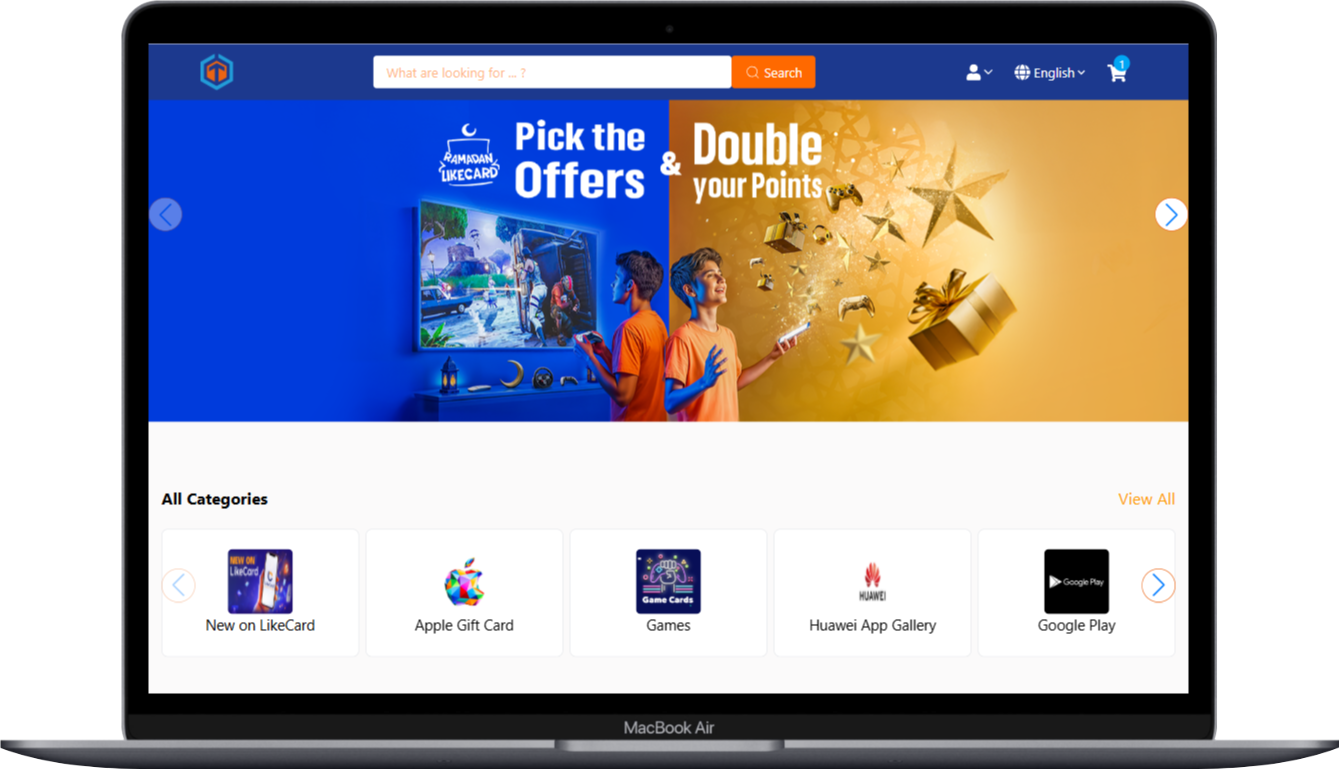 What are looking for ... ?
Search
English
1
RAMADAN
LIKECARD
Pick the
Offers
&
Double
your Points
All Categories
View All
NEW ON
LikeCard
New on LikeCard
Apple Gift Card
Game Cards
Games
HUAWEI
Huawei App Gallery
Google Play
Google Play
MacBook Air